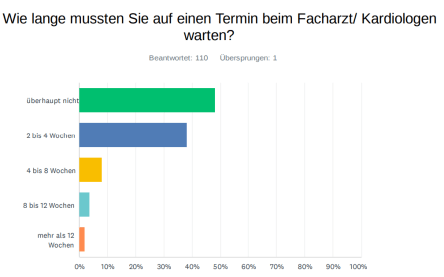 Wie lange mussten Sie auf einen Termin beim Facharzt/ Kardiologen
warten?
Beantwortet: 110 Übersprungen: 1
überhaupt nicht
2 bis 4 Wochen
4 bis 8 Wochen
8 bis 12 Wochen
mehr als 12
Wochen
0% 10% 20% 30% 40% 50% 60% 70% 80% 90% 100%